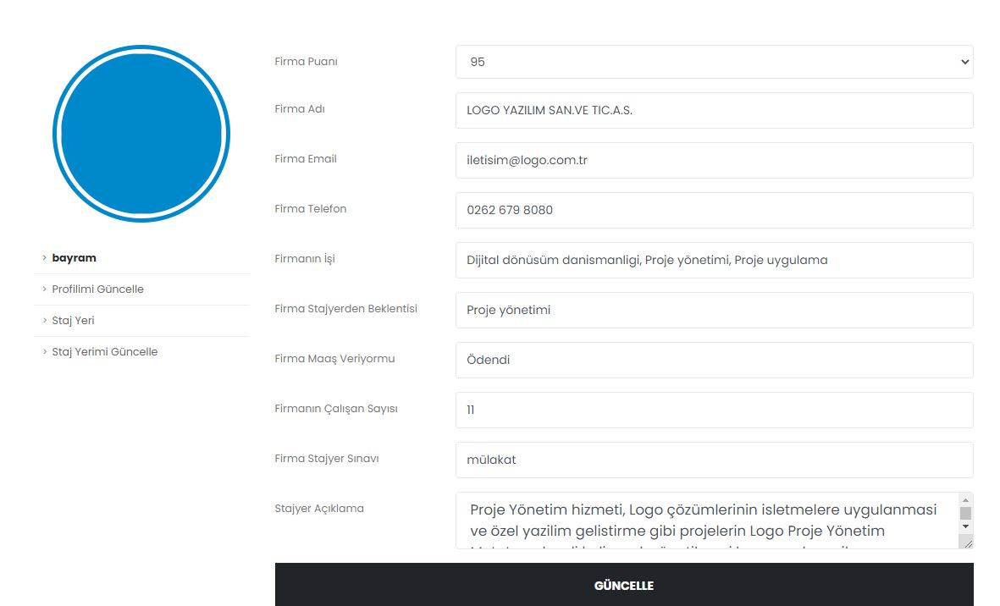 bayram
Profilimi Güncelle
Staj Yeri
Staj Yerimi Güncelle
Firma Puanı
95
Firma Adı
LOGO YAZILIM SAN.VE TIC.A.S.
Firma Email
iletisim@logo.com.tr
Firma Telefon
0262 679 8080
Firmanın İşi
Dijital dönüsüm danismanligi, Proje yönetimi, Proje uygulama
Firma Stajyerden Beklentisi
Proje yönetimi
Firma Maaş Veriyormu
Ödendi
Firmanın Çalışan Sayısı
11
Firma Stajyer Sınavı
mülakat
Stajyer Açıklama
Proje Yönetim hizmeti, Logo çözümlerinin isletmelere uygulanmasi
ve özel yazilim gelistirme gibi projelerin Logo Proje Yönetim
GÜNCELLE